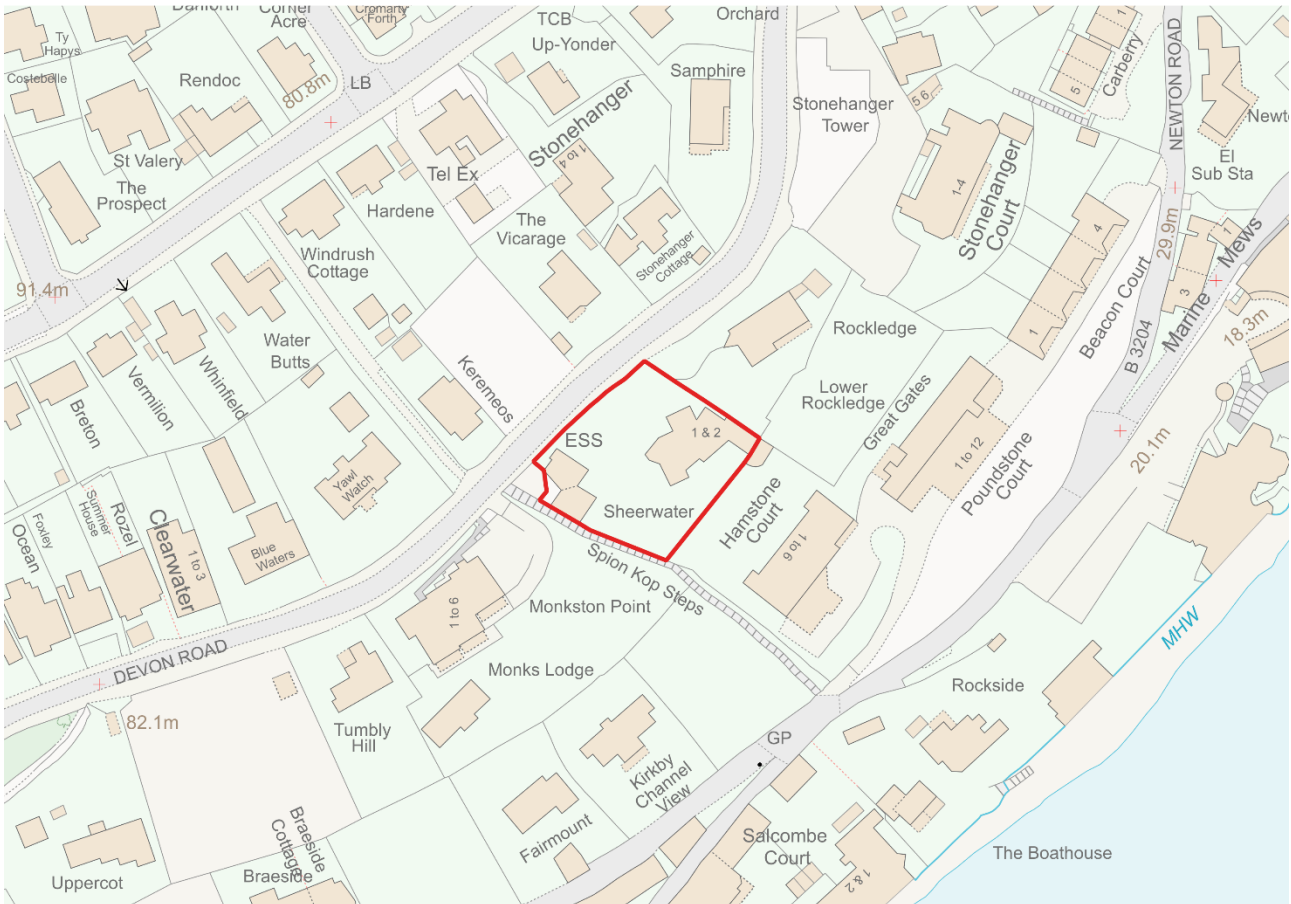 Danforth
Corner
Acre
Cromarty
Forth
TCB
Up-Yonder
Orchard
Ty
Hapys
Costebelle
Rendoc
80.8m
LB
Samphire
5 6
Carberry
1
5
NEWTON ROAD
Stonehanger
Tower
St Valery
The
Prospect
Tel Ex
Stonehanger
1 to 4
Hardene
The
Vicarage
Stonehanger
Cottage
1-4
Stonehanger
Court
El
Sub Sta
Windrush
Cottage
91.4m
Water
Butts
Whinfield
Vermilion
Breton
Keremeos
Rockledge
Lower
Rockledge
Great Gates
4
1
Beacon Court
29.9m
B 3204
1
3
Marine Mews
18.3m
20.1m
ESS
1 & 2
Sheerwater
Yawl
Watch
Hamstone
Court
1 to 6
1 to 12
Poundstone
Court
Ocean
Foxley
Rozel
Summer
House
Clearwater
1 to 3
Blue
Waters
Spion Kop Steps
1 to 6
Monkston Point
Monks Lodge
DEVON ROAD
82.1m
Tumbly
Hill
MHW
Rockside
GP
Kirkby
Channel
View
Fairmount
Braeside
Cottage
Braeside
Uppercot
Salcombe
Court
1 & 2
The Boathouse